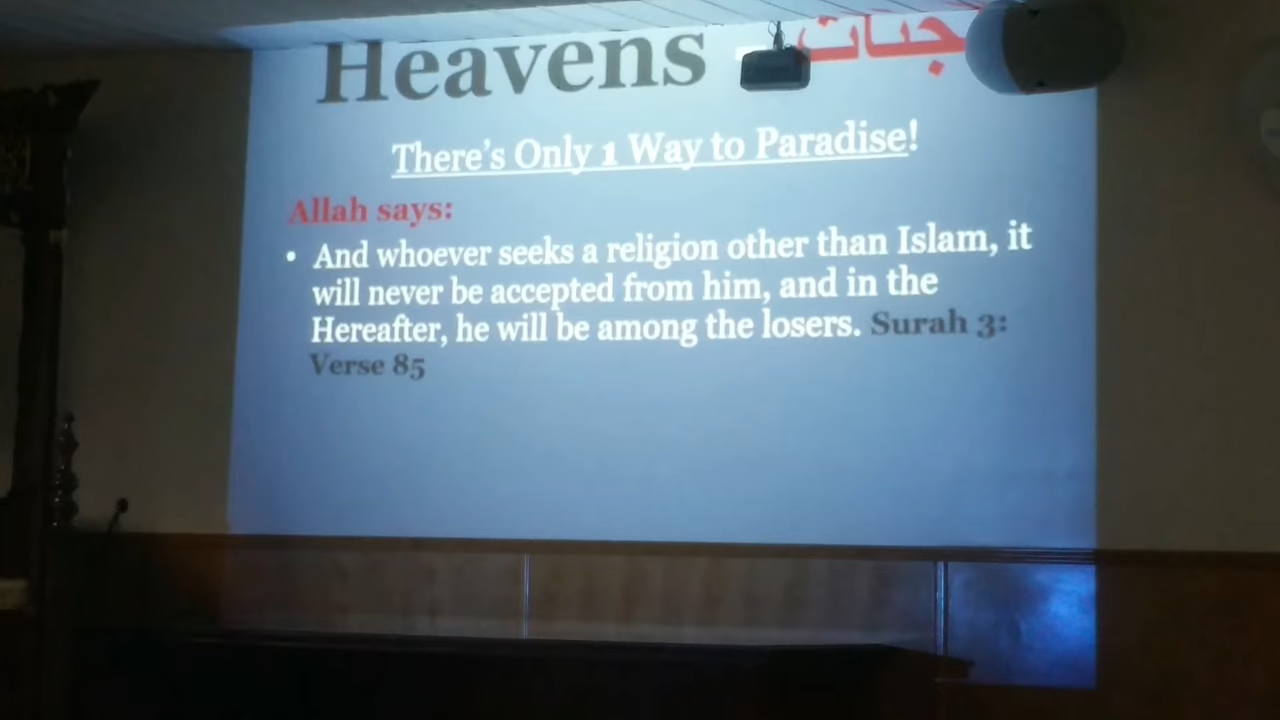 Heavens جنات
There's Only 1 Way to Paradise!
Allah says:
• And whoever seeks a religion other than Islam, it
will never be accepted from him, and in the
Hereafter, he will be among the losers. Surah 3:
Verse 85